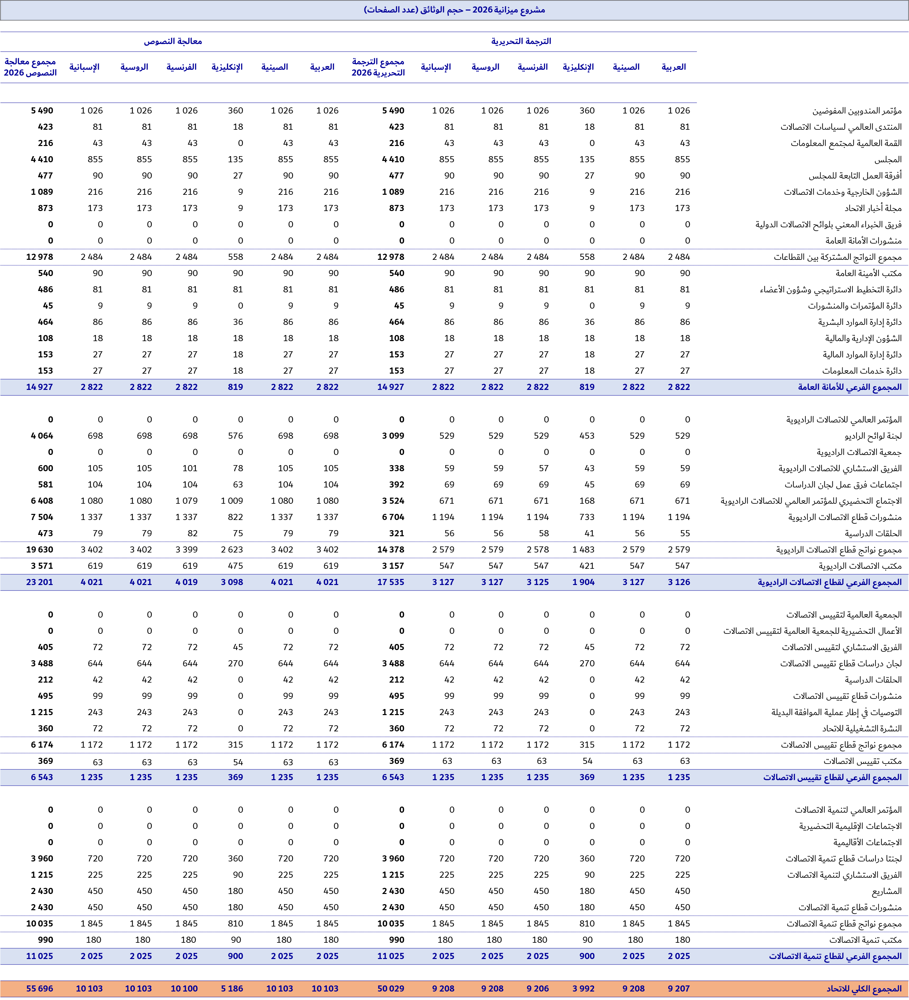 مشروع ميزانية 2026 – حجم الوثائق (عدد الصفحات)
الترجمة التحريرية معالجة النصوص
العربية الصينية الإنكليزية الفرنسية الروسية الإسبانية مجموع الترجمة التحريرية 2026 العربية الصينية الإنكليزية الفرنسية الروسية الإسبانية مجموع معالجة النصوص 2026
مؤتمر المندوبين المفوضين 1 026 1 026 360 1 026 1 026 1 026 5 490 1 026 1 026 360 1 026 1 026 1 026 5 490
المنتدى العالمي لسياسات الاتصالات 81 81 18 81 81 81 423 81 81 18 81 81 81 423
القمة العالمية لمجتمع المعلومات 43 43 0 43 43 43 216 43 43 0 43 43 43 216
المجلس 855 855 135 855 855 855 4 410 855 855 135 855 855 855 4 410
أفرقة العمل التابعة للمجلس 90 90 27 90 90 90 477 90 90 27 90 90 90 477
الشؤون الخارجية وخدمات الاتصالات 216 216 9 216 216 216 1 089 216 216 9 216 216 216 1 089
مجلة أخبار الاتحاد 173 173 9 173 173 173 873 173 173 9 173 173 173 873
فريق الخبراء المعني بلوائح الاتصالات الدولية 0 0 0 0 0 0 0 0 0 0 0 0 0 0
منشورات الأمانة العامة 0 0 0 0 0 0 0 0 0 0 0 0 0 0
مجموع النواتج المشتركة بين القطاعات 2 484 2 484 558 2 484 2 484 2 484 12 978 2 484 2 484 558 2 484 2 484 2 484 12 978
مكتب الأمينة العامة 90 90 90 90 90 90 540 90 90 90 90 90 90 540
دائرة التخطيط الاستراتيجي وشؤون الأعضاء 81 81 81 81 81 81 486 81 81 81 81 81 81 486
دائرة المؤتمرات والمنشورات 9 9 0 9 9 9 45 9 9 0 9 9 9 45
دائرة إدارة الموارد البشرية 86 86 36 86 86 86 464 86 86 36 86 86 86 464
الشؤون الإدارية والمالية 18 18 18 18 18 18 108 18 18 18 18 18 18 108
دائرة إدارة الموارد المالية 27 27 18 27 27 27 153 27 27 18 27 27 27 153
دائرة خدمات المعلومات 27 27 18 27 27 27 153 27 27 18 27 27 27 153
المجموع الفرعي للأمانة العامة 2 822 2 822 819 2 822 2 822 2 822 14 927 2 822 2 822 819 2 822 2 822 2 822 14 927
المؤتمر العالمي للاتصالات الراديوية 0 0 0 0 0 0 0 0 0 0 0 0 0 0
لجنة لوائح الراديو 529 529 453 529 529 529 3 099 698 698 576 698 698 698 4 064
جمعية الاتصالات الراديوية 0 0 0 0 0 0 0 0 0 0 0 0 0 0
الفريق الاستشاري للاتصالات الراديوية 59 59 43 57 59 59 338 105 105 78 101 105 105 600
اجتماعات فرق عمل لجان الدراسات 69 69 45 69 69 69 392 104 104 63 104 104 104 581
الاجتماع التحضيري للمؤتمر العالمي للاتصالات الراديوية 671 671 168 671 671 671 3 524 1 080 1 080 1 009 1 079 1 080 1 080 6 408
منشورات قطاع الاتصالات الراديوية 1 194 1 194 733 1 194 1 194 1 194 6 704 1 337 1 337 822 1 337 1 337 1 337 7 504
الحلقات الدراسية 55 56 41 58 56 56 321 79 79 75 82 79 79 473
مجموع نواتج قطاع الاتصالات الراديوية 2 579 2 579 1 483 2 578 2 579 2 579 14 378 3 402 3 402 2 623 3 399 3 402 3 402 19 630
مكتب الاتصالات الراديوية 547 547 421 547 547 547 3 157 619 619 475 619 619 619 3 571
المجموع الفرعي لقطاع الاتصالات الراديوية 3 126 3 127 1 904 3 125 3 127 3 127 17 535 4 021 4 021 3 098 4 019 4 021 4 021 23 201
الجمعية العالمية لتقييس الاتصالات 0 0 0 0 0 0 0 0 0 0 0 0 0 0
الأعمال التحضيرية للجمعية العالمية لتقييس الاتصالات 0 0 0 0 0 0 0 0 0 0 0 0 0 0
الفريق الاستشاري لتقييس الاتصالات 72 72 45 72 72 72 405 72 72 45 72 72 72 405
لجان دراسات قطاع تقييس الاتصالات 644 644 270 644 644 644 3 488 644 644 270 644 644 644 3 488
الحلقات الدراسية 42 42 0 42 42 42 212 42 42 0 42 42 42 212
منشورات قطاع تقييس الاتصالات 99 99 0 99 99 99 495 99 99 0 99 99 99 495
التوصيات في إطار عملية الموافقة البديلة 243 243 0 243 243 243 1 215 243 243 0 243 243 243 1 215
النشرة التشغيلية للاتحاد 72 72 0 72 72 72 360 72 72 0 72 72 72 360
مجموع نواتج قطاع تقييس الاتصالات 1 172 1 172 315 1 172 1 172 1 172 6 174 1 172 1 172 315 1 172 1 172 1 172 6 174
مكتب تقييس الاتصالات 63 63 54 63 63 63 369 63 63 54 63 63 63 369
المجموع الفرعي لقطاع تقييس الاتصالات 1 235 1 235 369 1 235 1 235 1 235 6 543 1 235 1 235 369 1 235 1 235 1 235 6 543
المؤتمر العالمي لتنمية الاتصالات 0 0 0 0 0 0 0 0 0 0 0 0 0 0
الاجتماعات الإقليمية التحضيرية 0 0 0 0 0 0 0 0 0 0 0 0 0 0
الاجتماعات الأقاليمية 0 0 0 0 0 0 0 0 0 0 0 0 0 0
لجنتا دراسات قطاع تنمية الاتصالات 720 720 360 720 720 720 3 960 720 720 360 720 720 720 3 960
الفريق الاستشاري لتنمية الاتصالات 225 225 90 225 225 225 1 215 225 225 90 225 225 225 1 215
المشاريع 450 450 180 450 450 450 2 430 450 450 180 450 450 450 2 430
منشورات قطاع تنمية الاتصالات 450 450 180 450 450 450 2 430 450 450 180 450 450 450 2 430
مجموع نواتج قطاع تنمية الاتصالات 1 845 1 845 810 1 845 1 845 1 845 10 035 1 845 1 845 810 1 845 1 845 1 845 10 035
مكتب تنمية الاتصالات 180 180 90 180 180 180 990 180 180 90 180 180 180 990
المجموع الفرعي لقطاع تنمية الاتصالات 2 025 2 025 900 2 025 2 025 2 025 11 025 2 025 2 025 900 2 025 2 025 2 025 11 025
المجموع الكلي للاتحاد 9 207 9 208 3 992 9 206 9 208 9 208 50 029 10 103 10 103 5 186 10 100 10 103 10 103 55 696